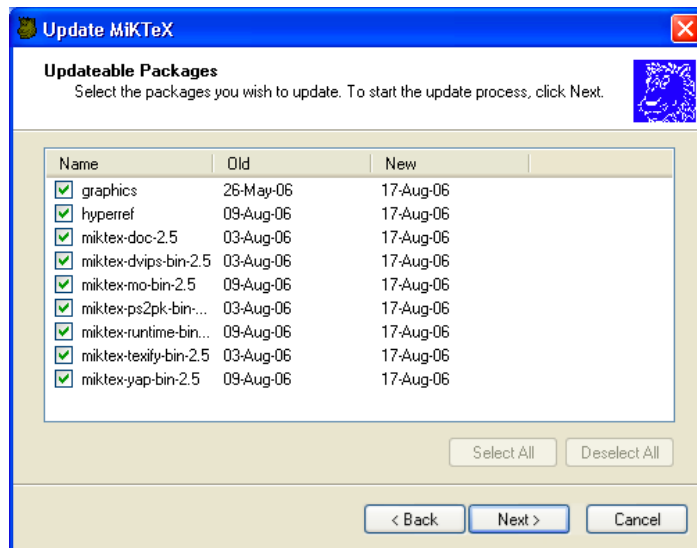 Update MiKTeX
Updateable Packages
Select the packages you wish to update. To start the update process, click Next.
Name Old New
graphics 26-May-06 17-Aug-06
hyperref 09-Aug-06 17-Aug-06
miktex-doc-2.5 03-Aug-06 17-Aug-06
miktex-dvips-bin-2.5 03-Aug-06 17-Aug-06
miktex-mo-bin-2.5 09-Aug-06 17-Aug-06
miktex-ps2pk-bin-... 03-Aug-06 17-Aug-06
miktex-runtime-bin... 09-Aug-06 17-Aug-06
miktex-texify-bin-2.5 03-Aug-06 17-Aug-06
miktex-yap-bin-2.5 09-Aug-06 17-Aug-06
Select All Deselect All
< Back Next > Cancel